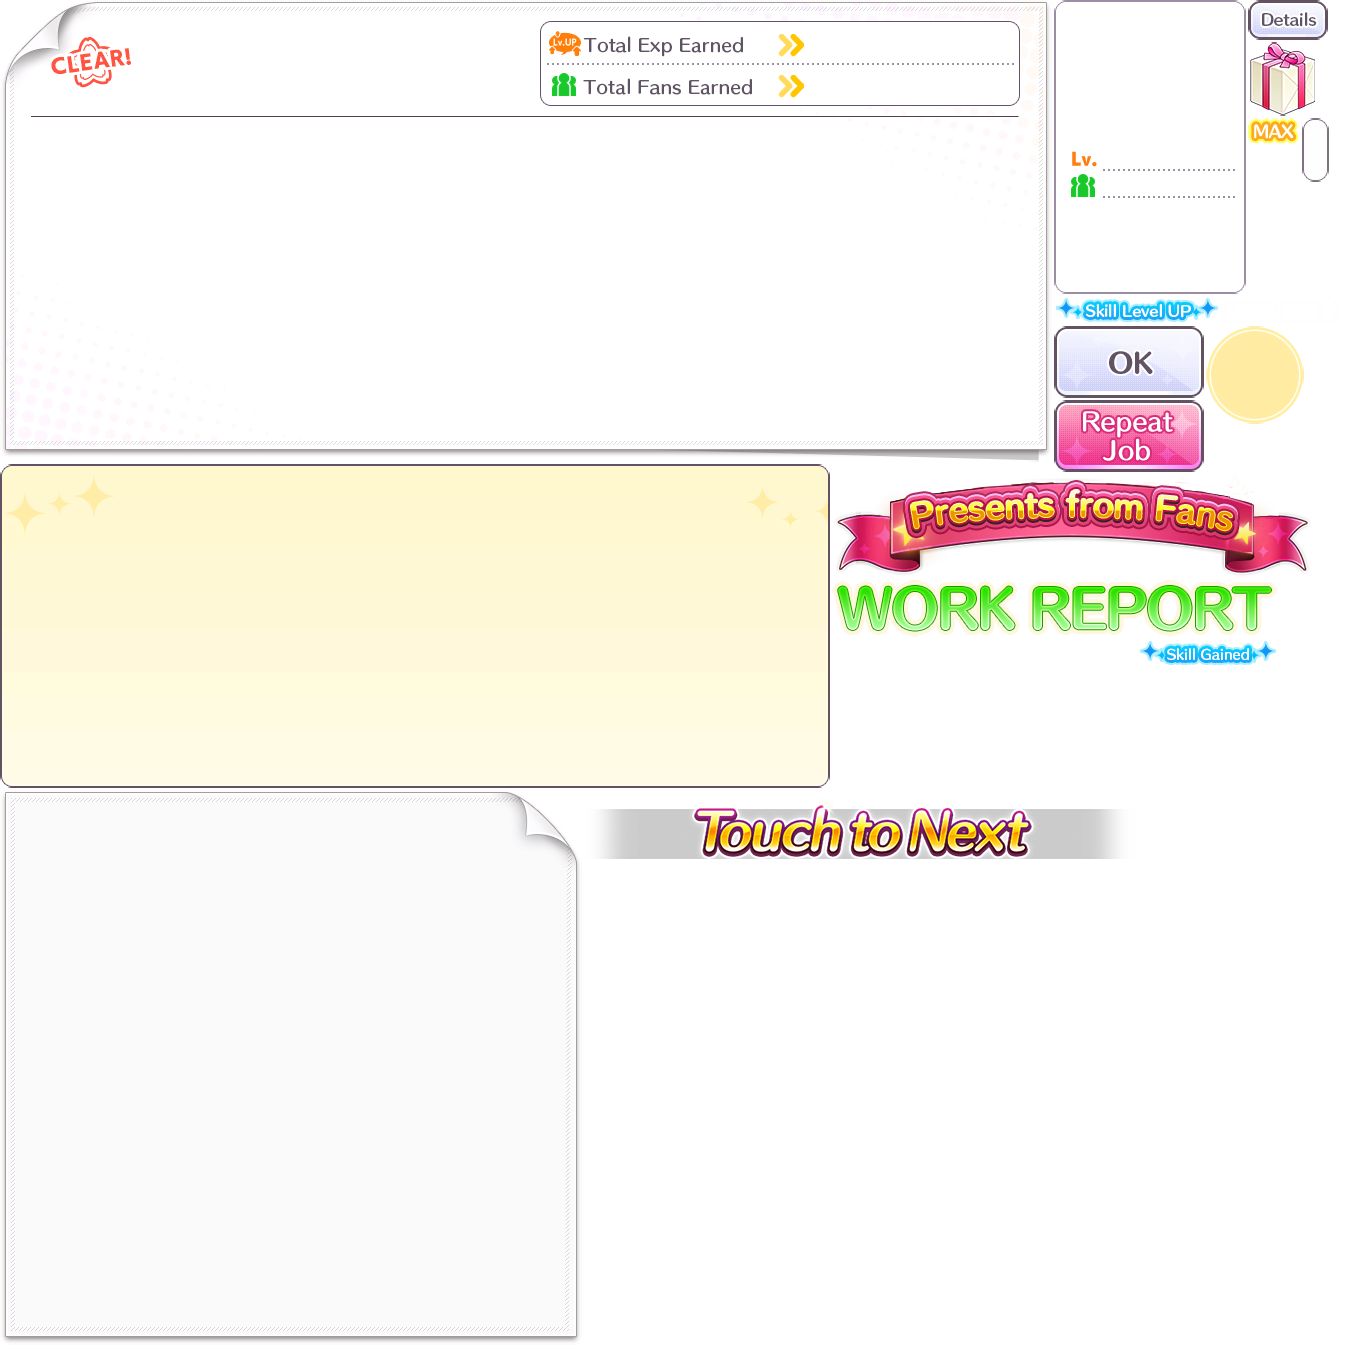 CLEAR!
Lv.UP Total Exp Earned
Total Fans Earned
Details
MAX
Lv.
Skill Level UP
OK
Repeat
Job
Presents from Fans
WORK REPORT
Skill Gained
Touch to Next